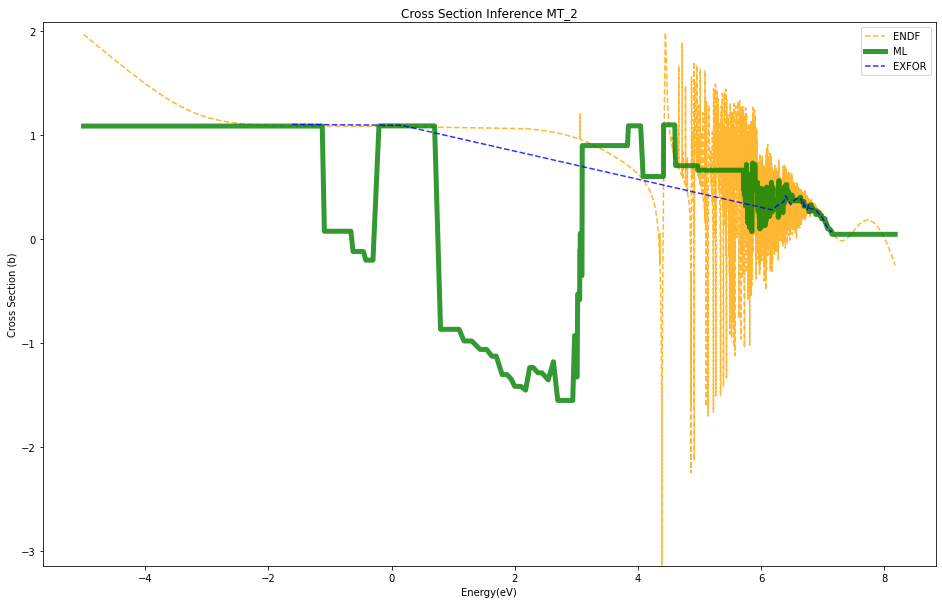 Cross Section Inference MT_2
ENDF
ML
EXFOR
Cross Section (b)
2
1
0
−1
−2
−3
−4
−2
0
2
4
6
8
Energy(eV)